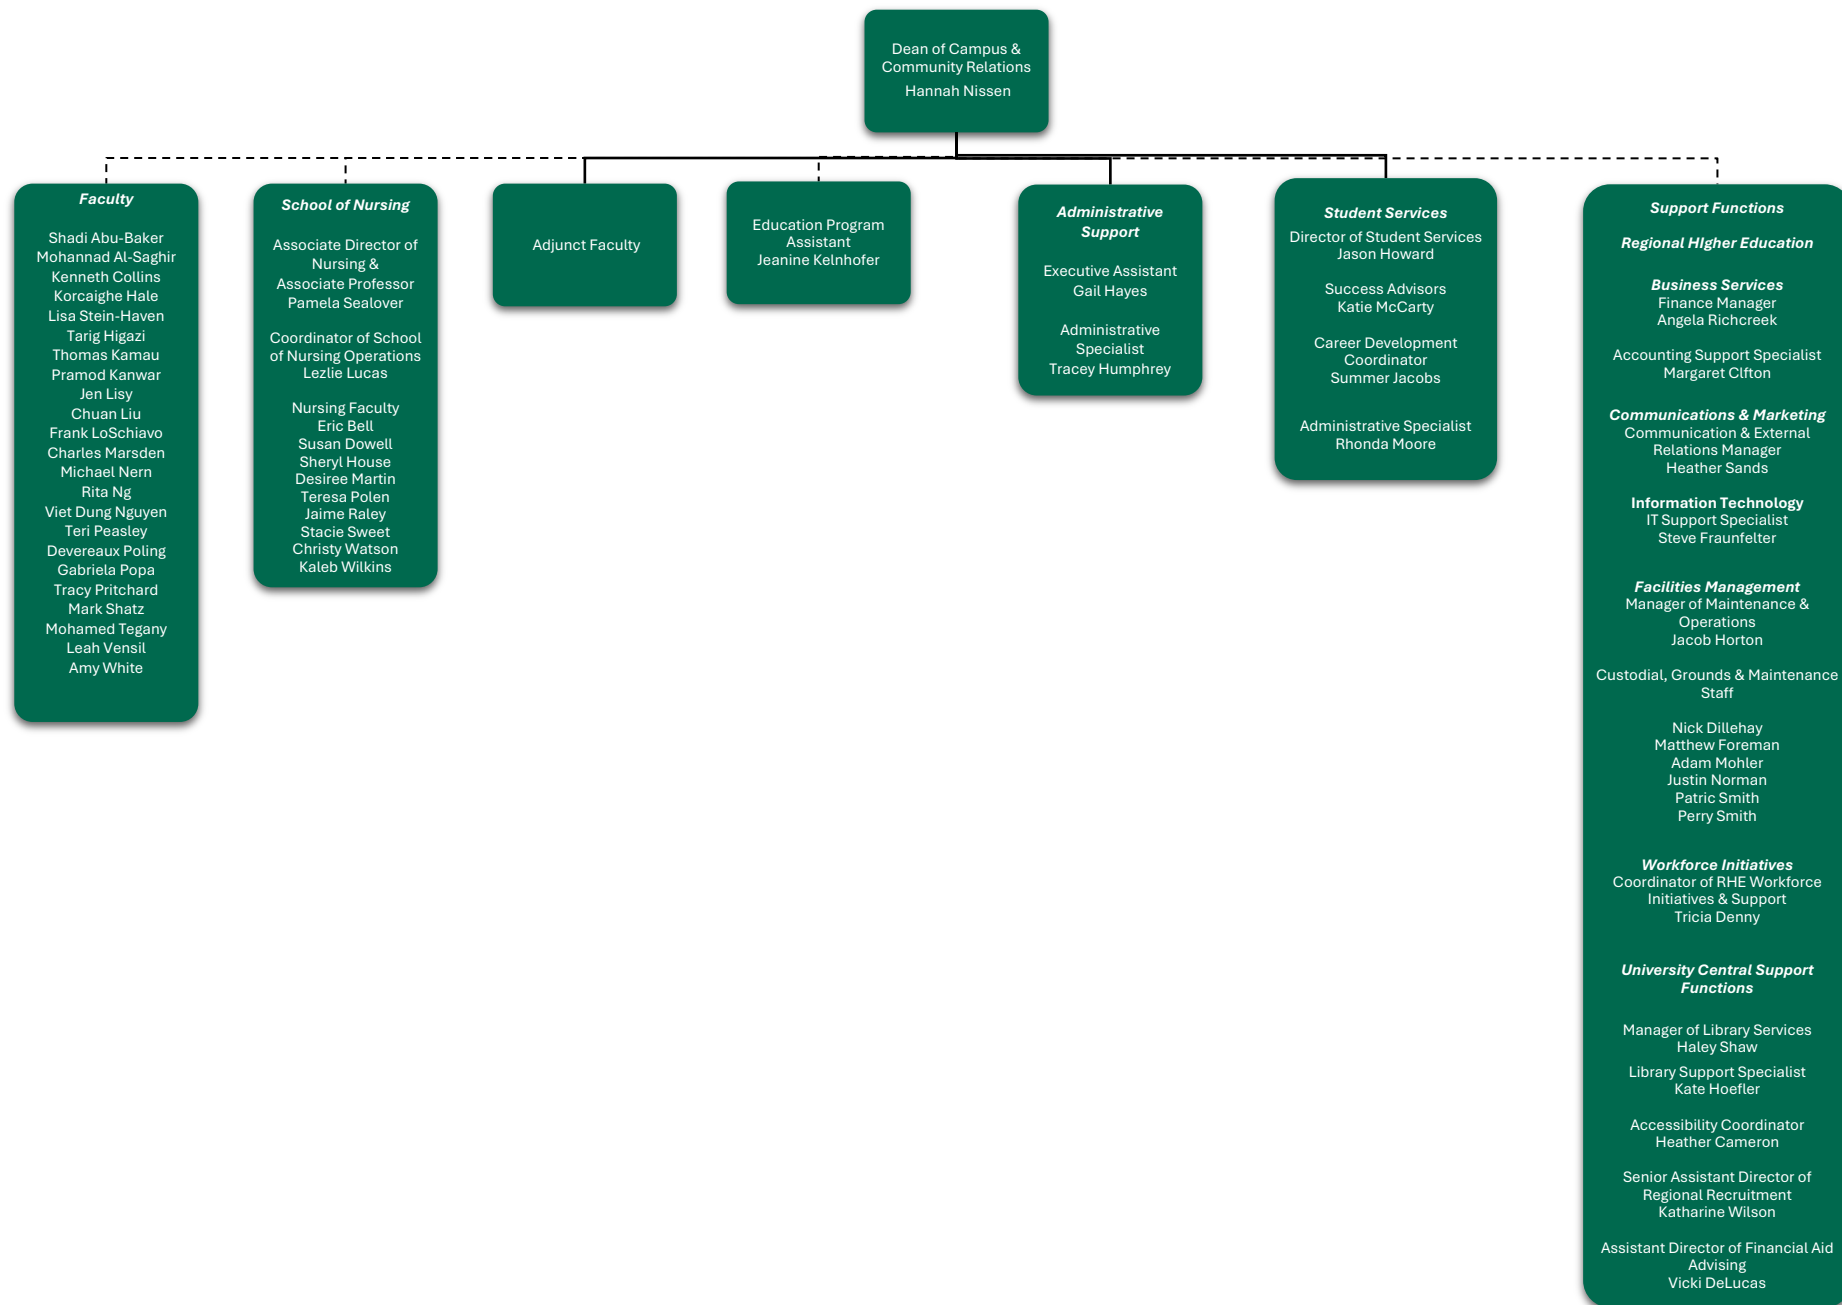 Dean of Campus &
Community Relations
Hannah Nissen
Faculty
Shadi Abu-Baker
Mohannad Al-Saghir
Kenneth Collins
Korcaighe Hale
Lisa Stein-Haven
Tarig Higazi
Thomas Kamau
Pramod Kanwar
Jen Lisy
Chuan Liu
Frank LoSchiavo
Charles Marsden
Michael Nern
Rita Ng
Viet Dung Nguyen
Teri Peasley
Devereaux Poling
Gabriela Popa
Tracy Pritchard
Mark Shatz
Mohamed Tegany
Leah Vensil
Amy White
School of Nursing
Associate Director of
Nursing &
Associate Professor
Pamela Sealover
Coordinator of School
of Nursing Operations
Lezlie Lucas
Nursing Faculty
Eric Bell
Susan Dowell
Sheryl House
Desiree Martin
Teresa Polen
Jaime Raley
Stacie Sweet
Christy Watson
Kaleb Wilkins
Adjunct Faculty
Education Program
Assistant
Jeanine Kelnhofer
Administrative
Support
Executive Assistant
Gail Hayes
Administrative
Specialist
Tracey Humphrey
Student Services
Director of Student Services
Jason Howard
Success Advisors
Katie McCarty
Career Development
Coordinator
Summer Jacobs
Administrative Specialist
Rhonda Moore
Support Functions
Regional HIgher Education
Business Services
Finance Manager
Angela Richcreek
Accounting Support Specialist
Margaret Clfton
Communications & Marketing
Communication & External
Relations Manager
Heather Sands
Information Technology
IT Support Specialist
Steve Fraunfelter
Facilities Management
Manager of Maintenance &
Operations
Jacob Horton
Custodial, Grounds & Maintenance
Staff
Nick Dillehay
Matthew Foreman
Adam Mohler
Justin Norman
Patric Smith
Perry Smith
Workforce Initiatives
Coordinator of RHE Workforce
Initiatives & Support
Tricia Denny
University Central Support
Functions
Manager of Library Services
Haley Shaw
Library Support Specialist
Kate Hoefler
Accessibility Coordinator
Heather Cameron
Senior Assistant Director of
Regional Recruitment
Katharine Wilson
Assistant Director of Financial Aid
Advising
Vicki DeLucas